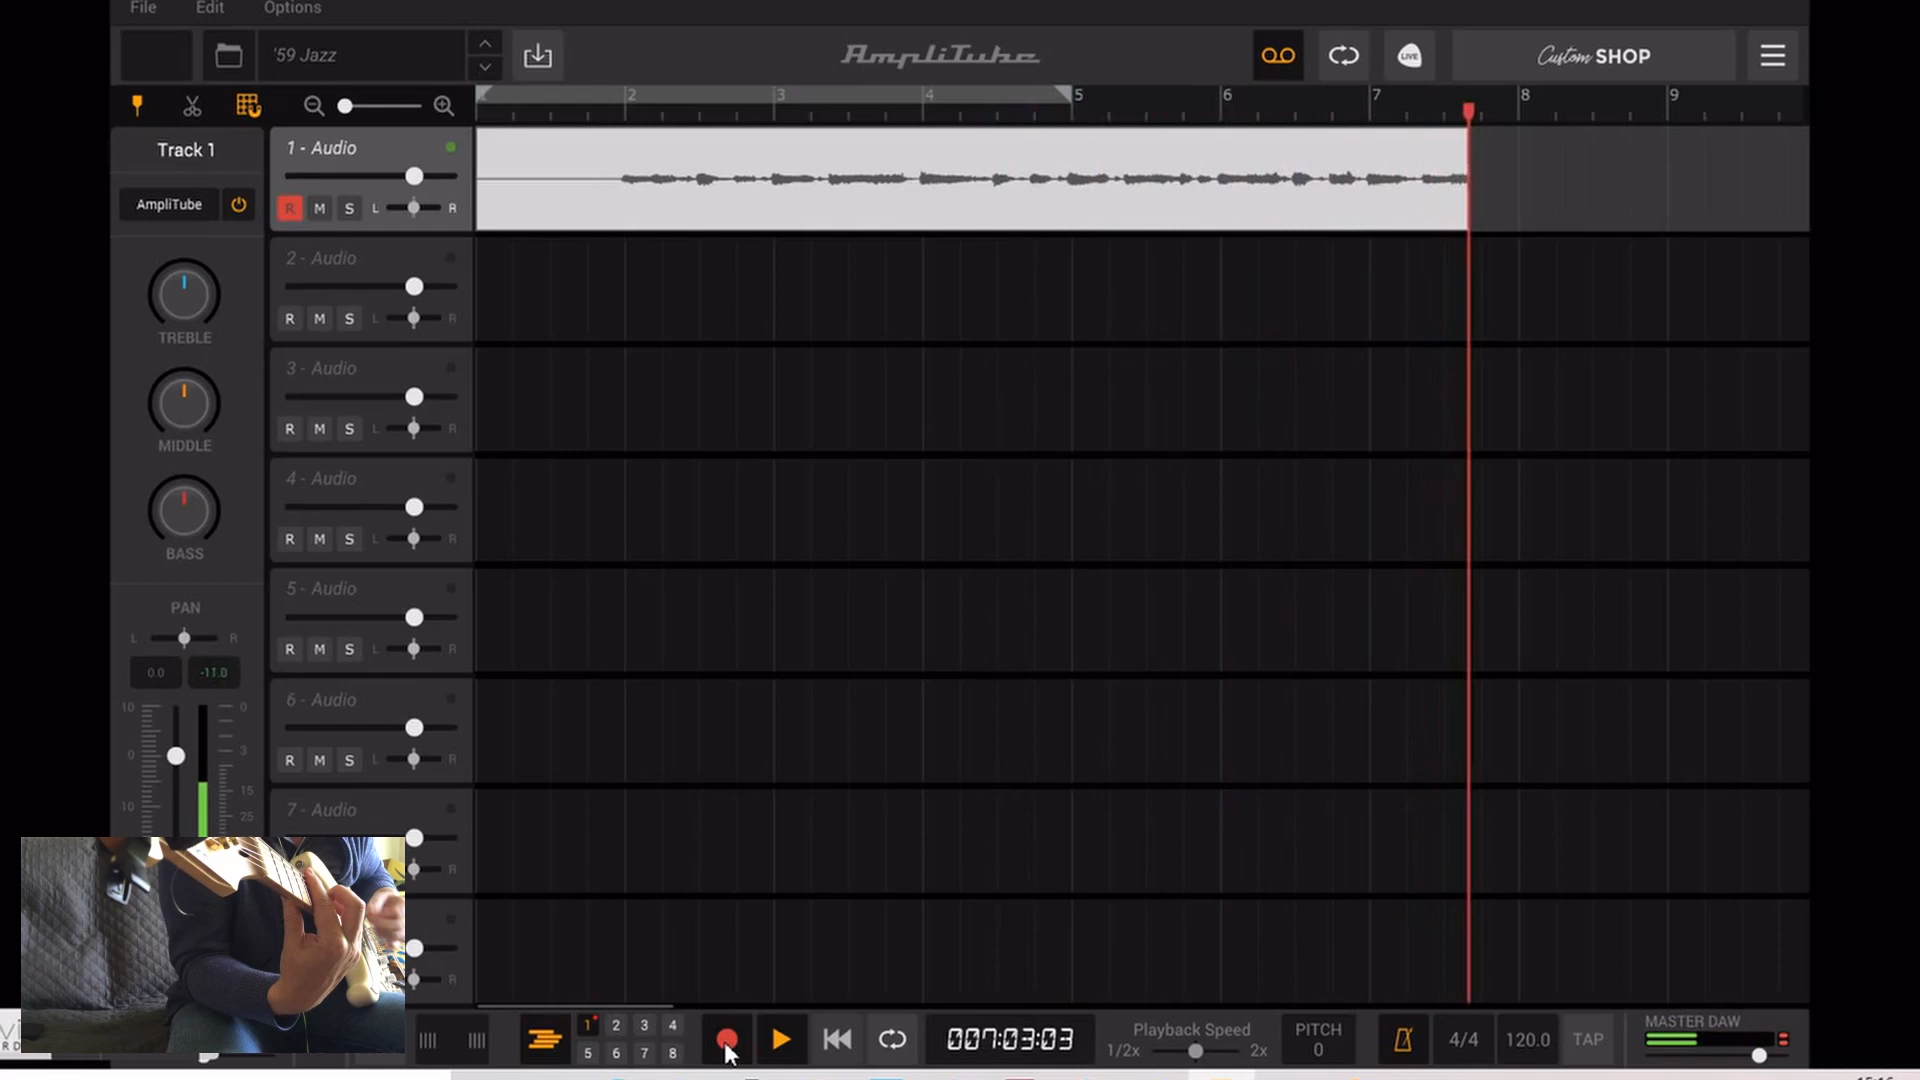 File Edit Options
'59 Jazz
AmpliTube
LIVE
Custom SHOP
2 3 4 5 6 7 8 9
Track 1
AmpliTube
TREBLE
MIDDLE
BASS
PAN
L R
0.0 -11.0
10 0
0 3
15
10 25
1 - Audio
R M S L R
2 - Audio
R M S L R
3 - Audio
R M S L R
4 - Audio
R M S L R
5 - Audio
R M S L R
6 - Audio
R M S L R
7 - Audio
R
R
1 2 3 4
5 6 7 8
007:03:03
Playback Speed
1/2x 2x
PITCH
0
4/4
120.0
TAP
MASTER DAW